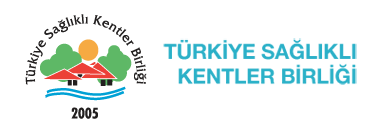 Türkiye Sağlıklı Kentler Birliği
2005
TÜRKİYE SAĞLIKLI
KENTLER BİRLİĞİ